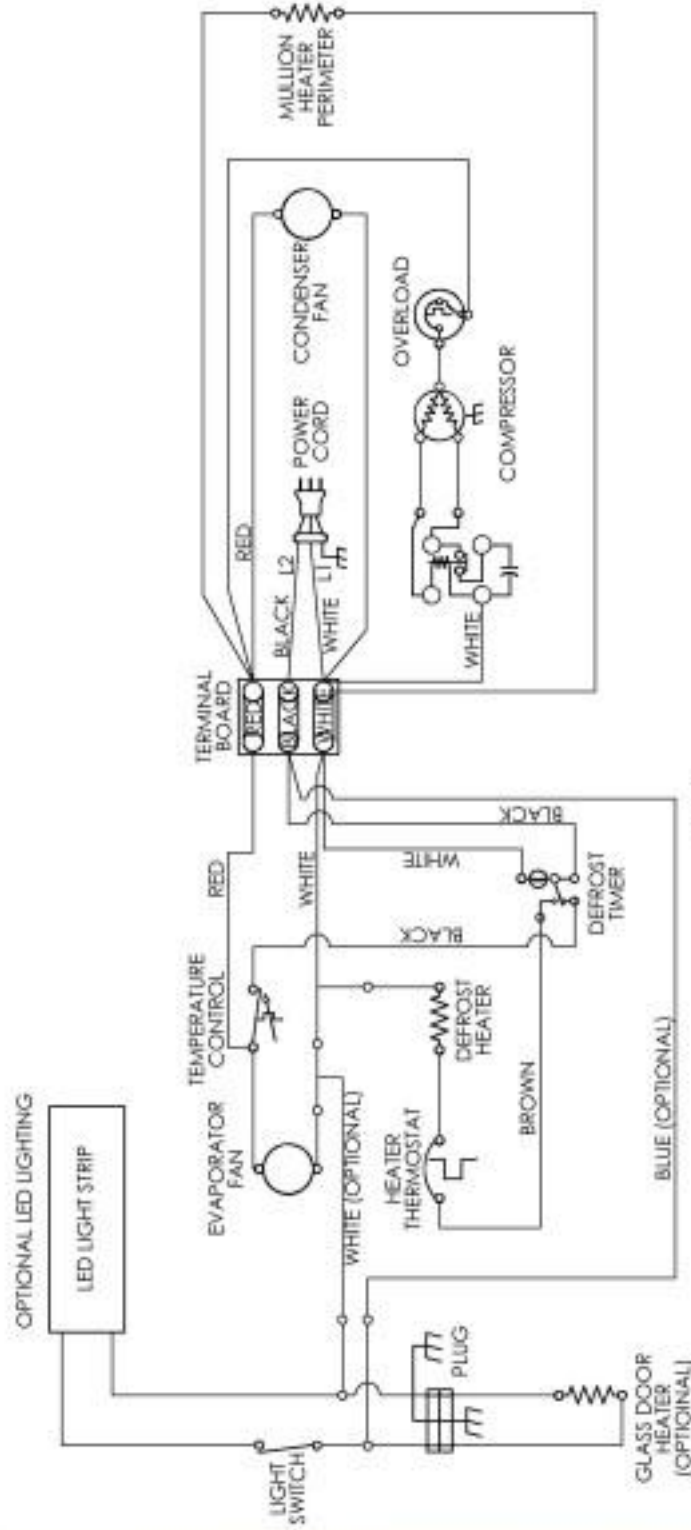 OPTIONAL LED LIGHTING
LED LIGHT STRIP
LIGHT
SWITCH
PLUG
GLASS DOOR
HEATER
(OPTIOINAL)
EVAPORATOR
FAN
TEMPERATURE
CONTROL
WHITE (OPTIONAL)
HEATER
THERMOSTAT
DEFROST
HEATER
BROWN
BLUE (OPTIONAL)
RED
WHITE
BLACK
WHITE
BLACK
DEFROST
TIMER
TERMINAL
BOARD
RED
BLACK
WHITE
RED
BLACK
L2
WHITE
L1
POWER
CORD
CONDENSER
FAN
WHITE
COMPRESSOR
OVERLOAD
MULLION
HEATER
PERIMETER